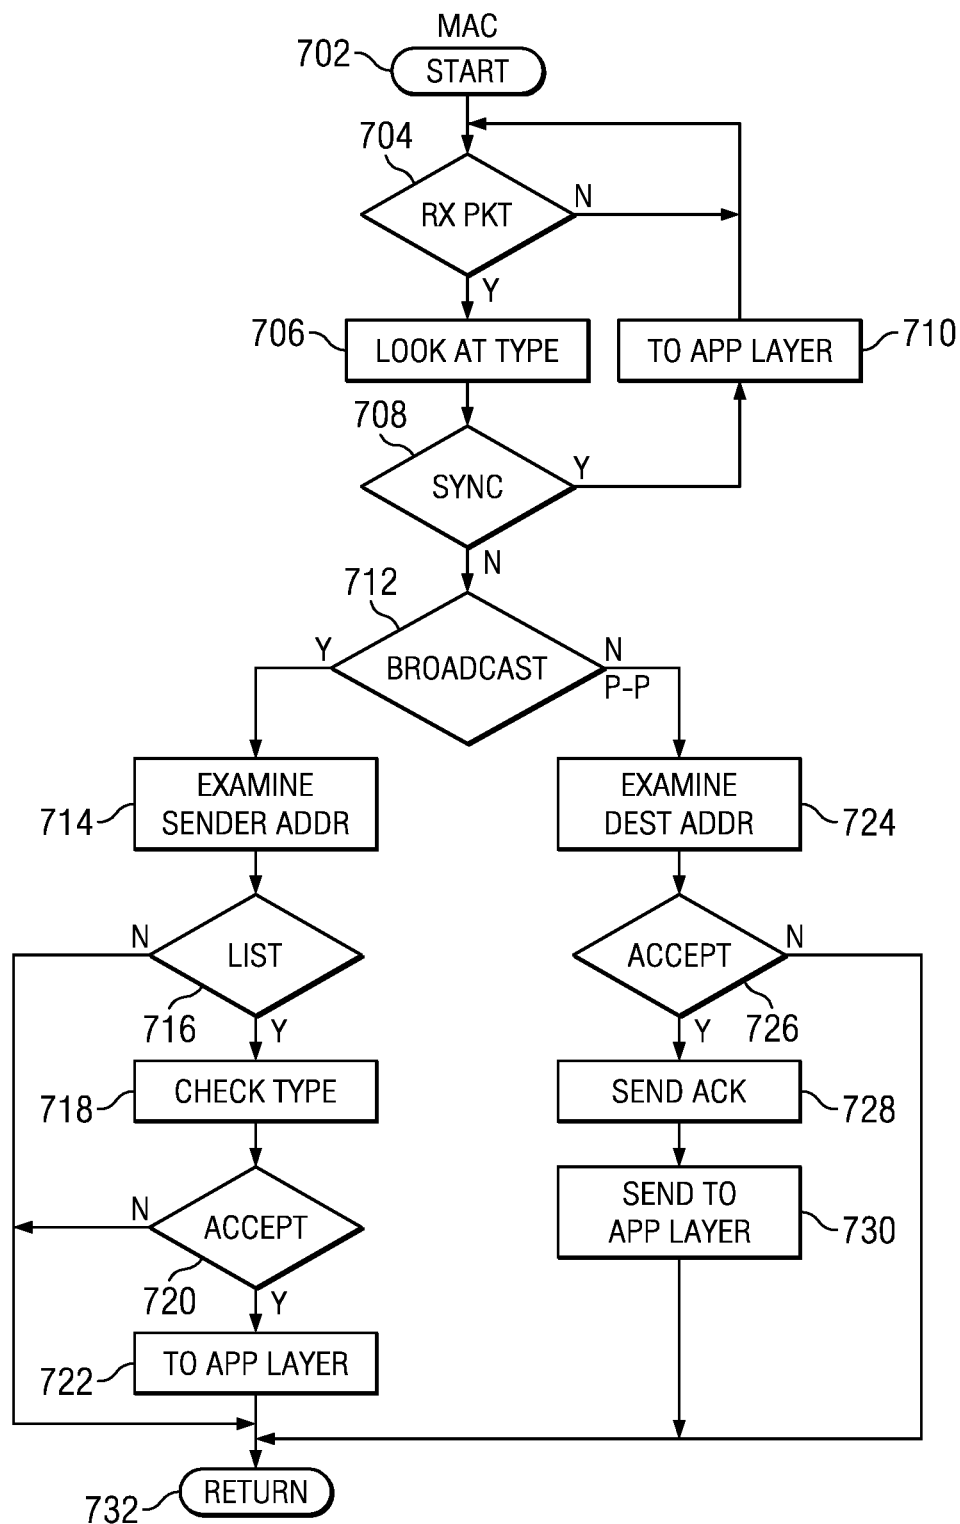 MAC
702
START
704
RX PKT
N
Y
706
LOOK AT TYPE
TO APP LAYER
710
708
SYNC
Y
N
712
Y
BROADCAST
N
P-P
714
EXAMINE
SENDER ADDR
EXAMINE
DEST ADDR
724
N
LIST
716
Y
ACCEPT
N
726
Y
718
CHECK TYPE
SEND ACK
728
N
ACCEPT
720
Y
SEND TO
APP LAYER
730
722
TO APP LAYER
732
RETURN